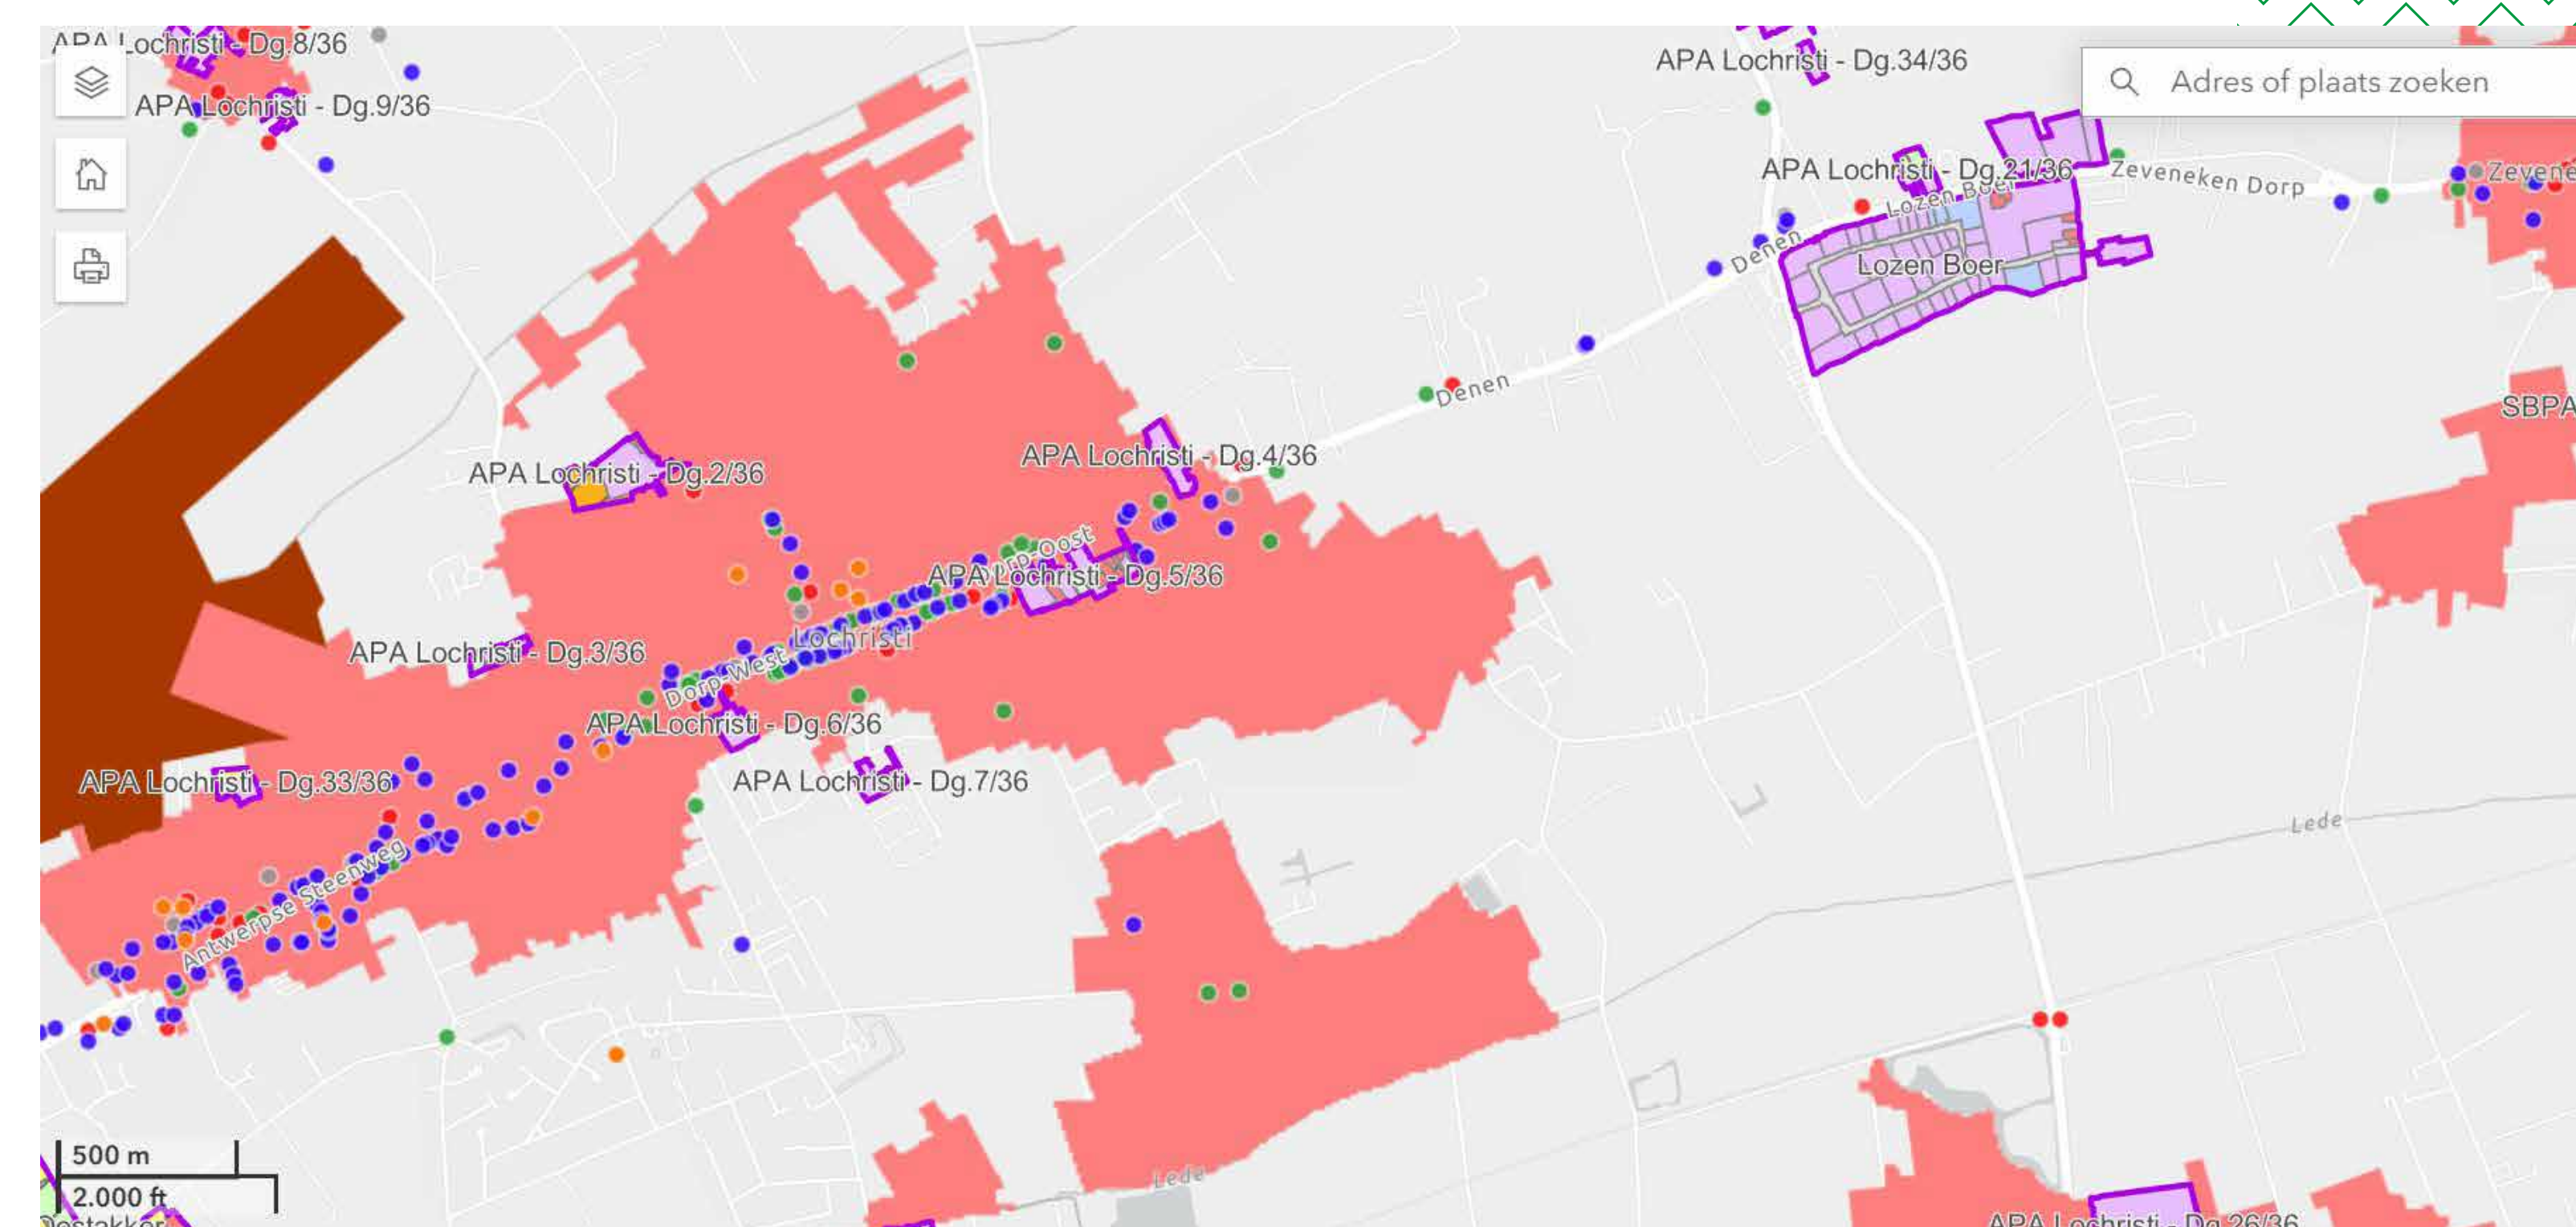 APA Lochristi - Dg.8/36
APA Lochristi - Dg.34/36
Adres of plaats zoeken
APA Lochristi - Dg.9/36
APA Lochristi - Dg.21/36
Zeveneken Dorp
Lozen Boer
Denen
Lozen Boer
Denen
SBPA
APA Lochristi - Dg.4/36
APA Lochristi - Dg.2/36
Dorp-Oost
APA Lochristi - Dg.5/36
Lochristi
APA Lochristi - Dg.3/36
Dorp-West
APA Lochristi - Dg.6/36
APA Lochristi - Dg.7/36
APA Lochristi - Dg.33/36
Lede
Antwerpse Steenweg
500 m
Lede
2.000 ft
APA Lochristi - Dg.26/36